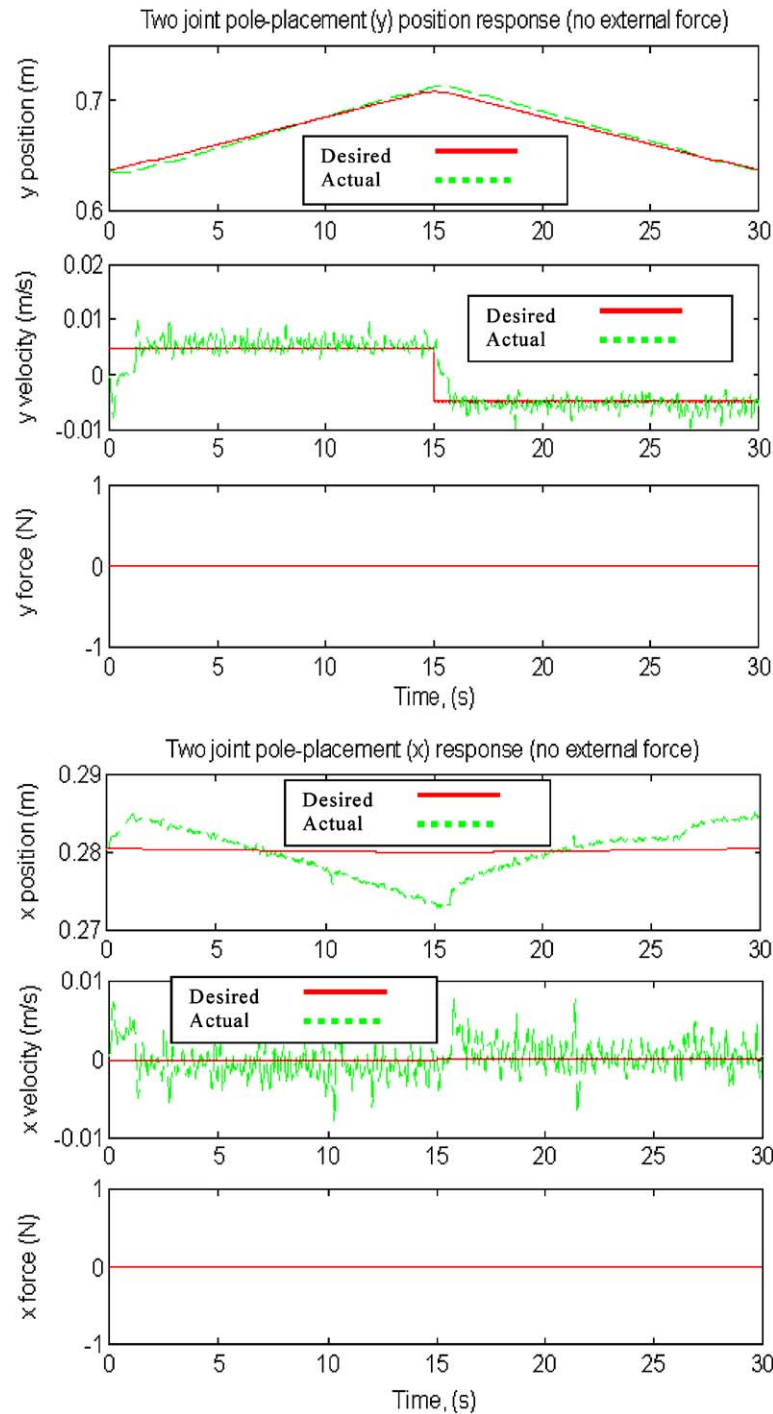 Two joint pole-placement (y) position response (no external force)
y position (m)
0.7
0.6
Desired
Actual
0 5 10 15 20 25 30
y velocity (m/s)
0.02
0.01
0
-0.01
Desired
Actual
0 5 10 15 20 25 30
y force (N)
1
0
-1
0 5 10 15 20 25 30
Time, (s)
Two joint pole-placement (x) response (no external force)
x position (m)
0.29
0.28
0.27
Desired
Actual
0 5 10 15 20 25 30
x velocity (m/s)
0.01
0
-0.01
Desired
Actual
0 5 10 15 20 25 30
x force (N)
1
0
-1
0 5 10 15 20 25 30
Time, (s)